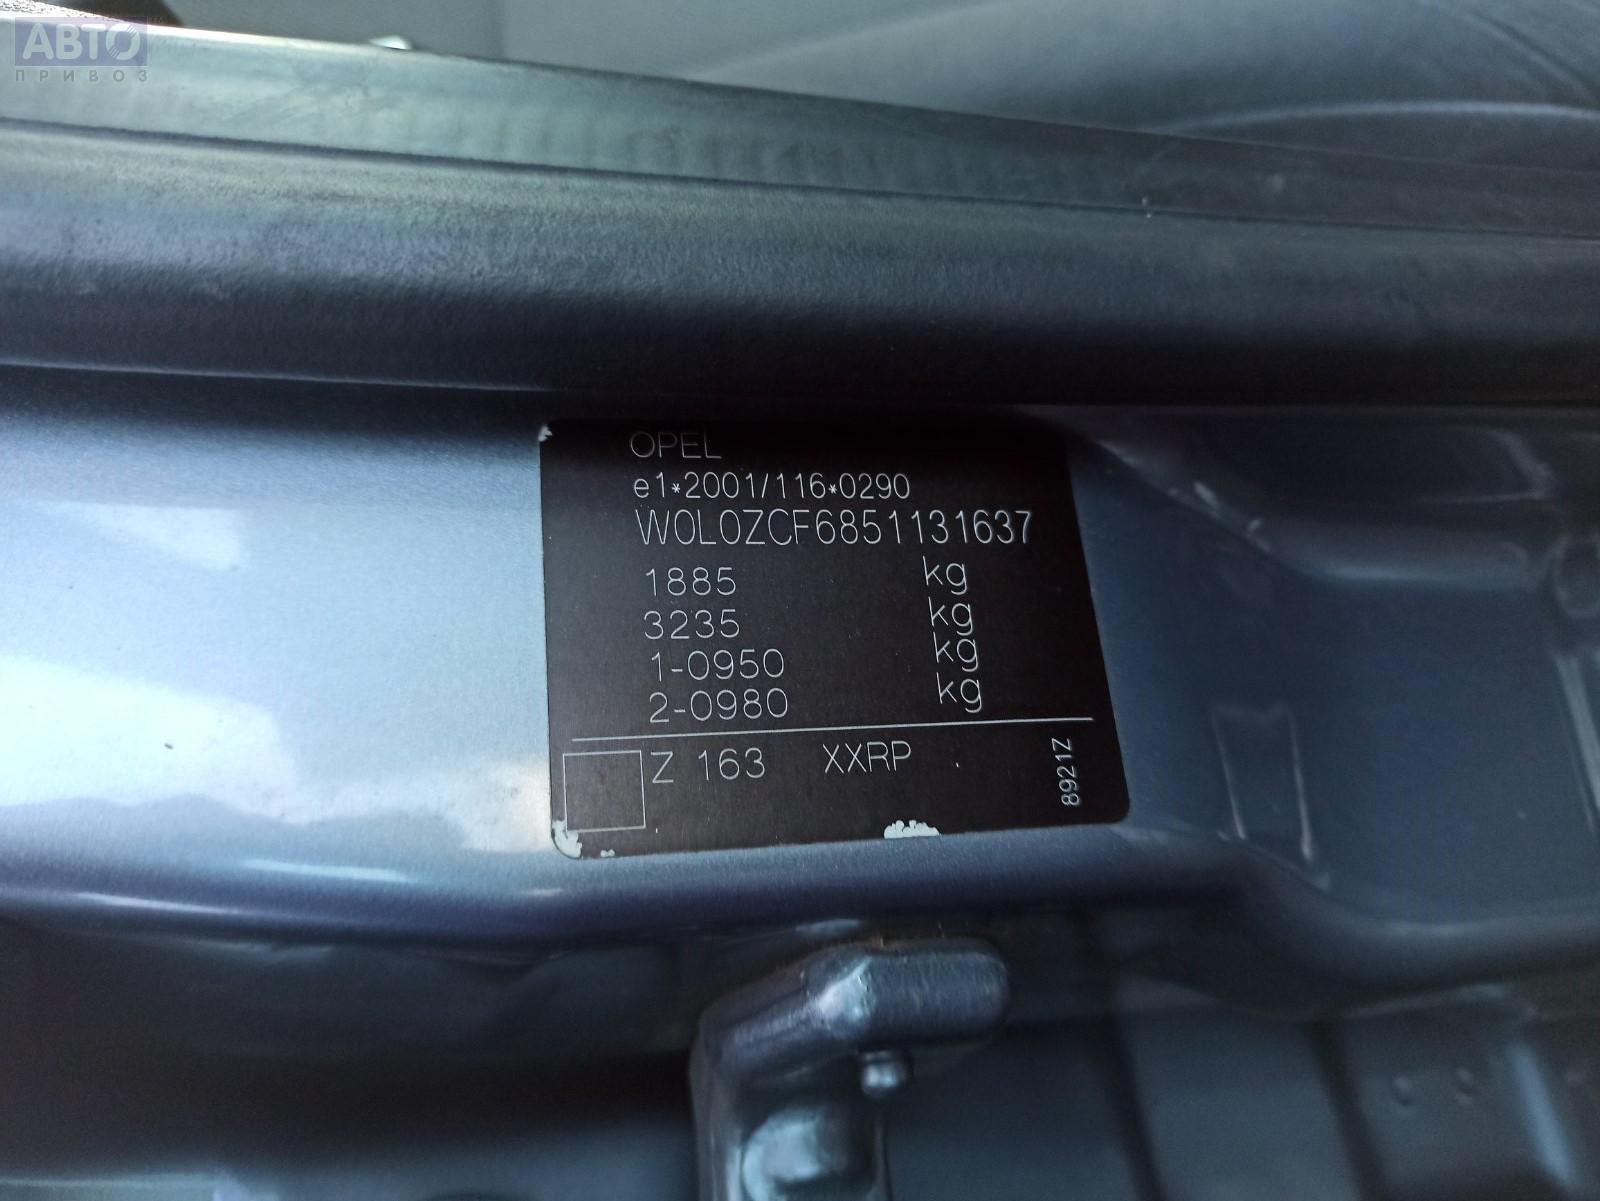 АВТО
ПРИВОЗ
OPEL
e1*2001/116*0290
W0L0ZCF6851131637
1885 kg
3235 kg
1-0950 kg
2-0980 kg
Z 163 XXRP
8921Z